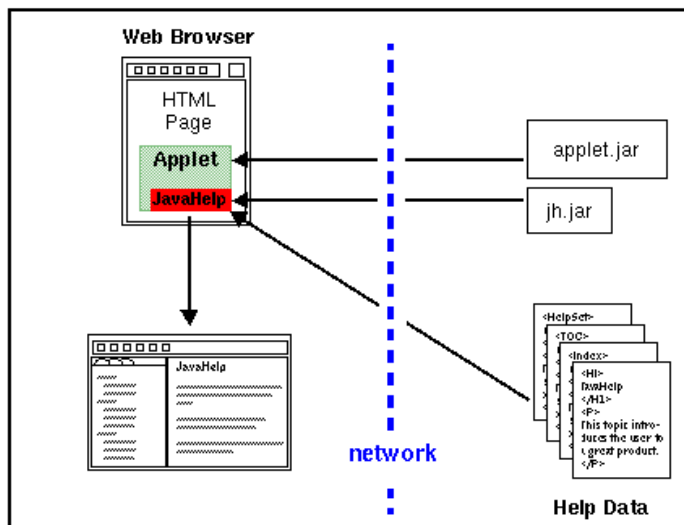 Web Browser
HTML
Page
Applet
JavaHelp
applet.jar
jh.jar
JavaHelp
network
<HelpSet>
<TOC>
<Index>
<H1>
JavaHelp
</H1>
<P>
This topic intro-
duces the user to
great product.
</P>
Help Data